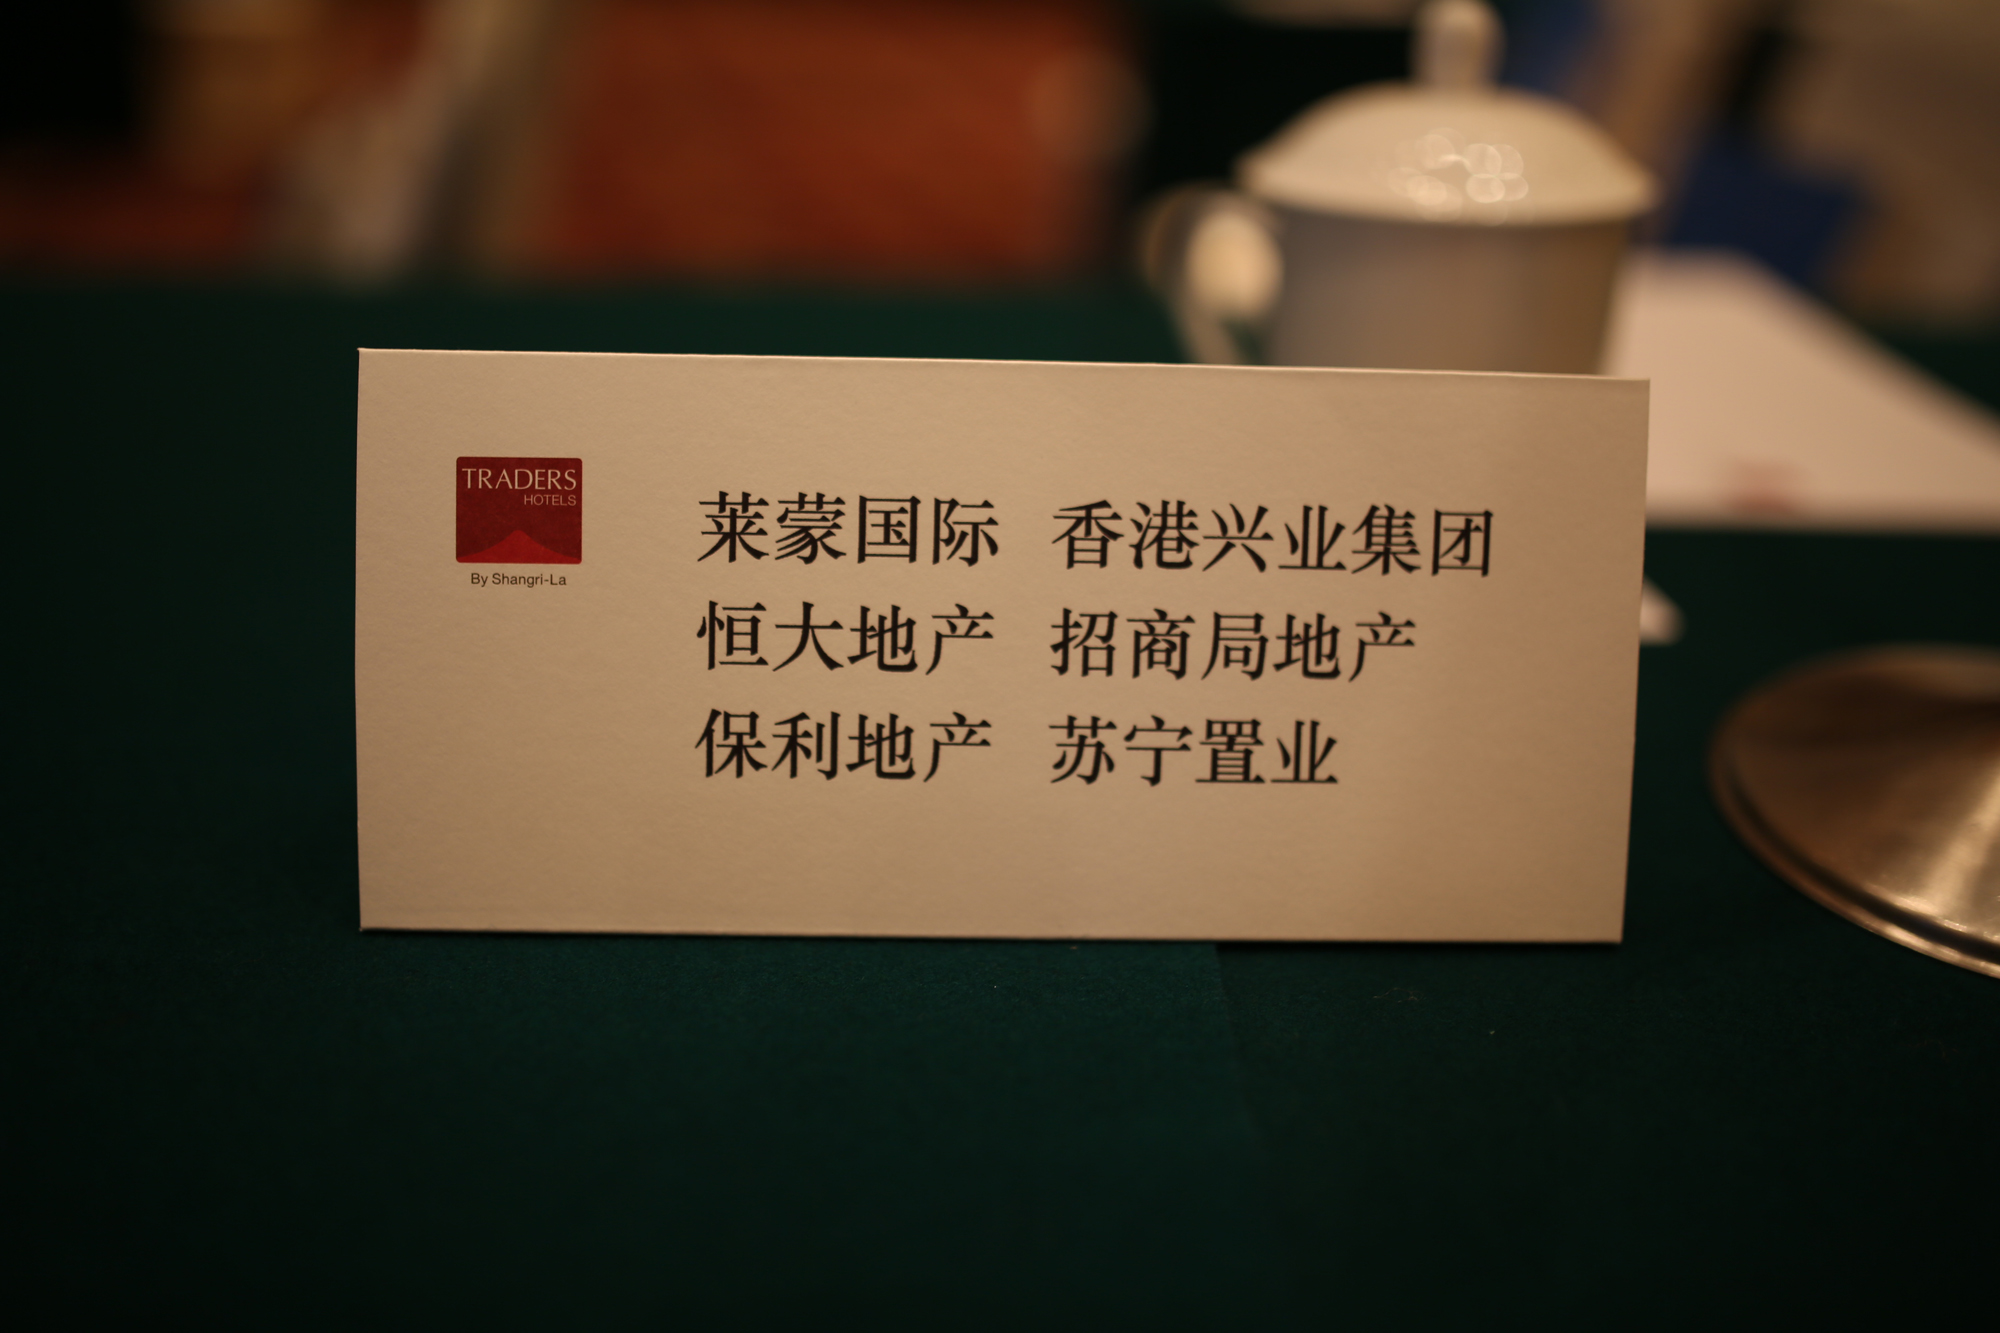 TRADERS
HOTELS
By Shangri-La
莱蒙国际 香港兴业集团
恒大地产 招商局地产
保利地产 苏宁置业